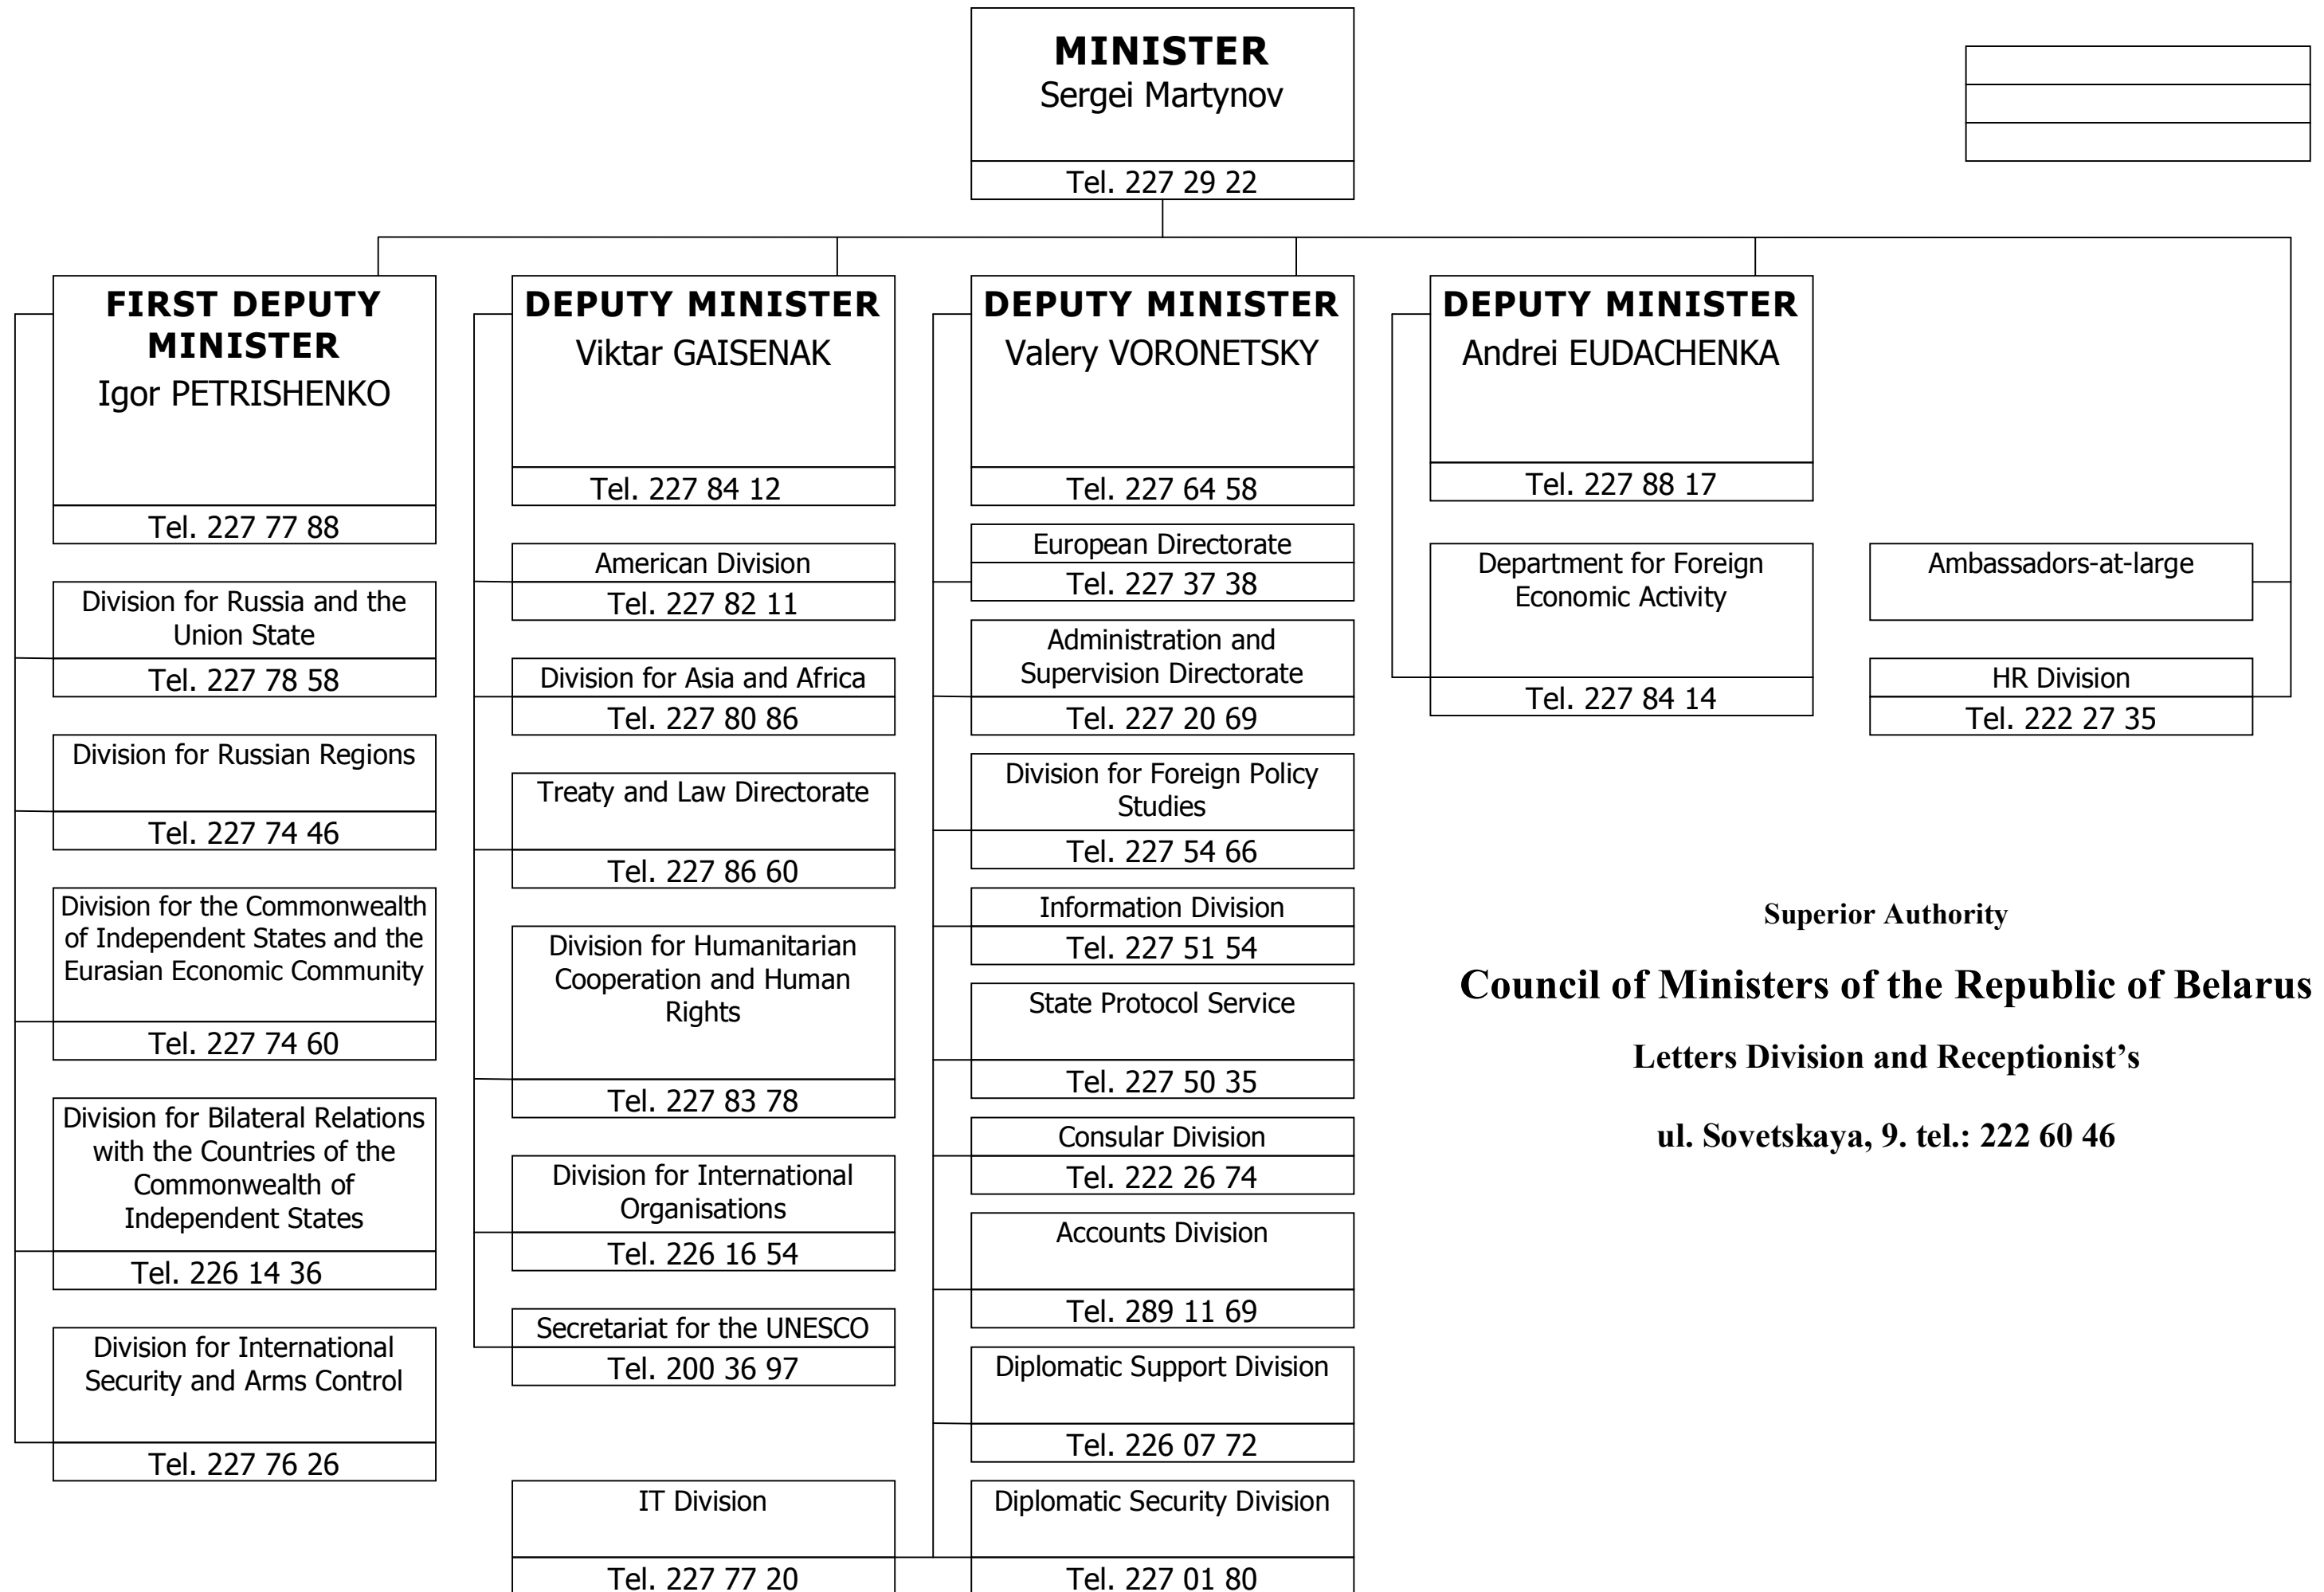 MINISTER
Sergei Martynov
Tel. 227 29 22
FIRST DEPUTY
MINISTER
Igor PETRISHENKO
Tel. 227 77 88
Division for Russia and the
Union State
Tel. 227 78 58
Division for Russian Regions
Tel. 227 74 46
Division for the Commonwealth
of Independent States and the
Eurasian Economic Community
Tel. 227 74 60
Division for Bilateral Relations
with the Countries of the
Commonwealth of
Independent States
Tel. 226 14 36
Division for International
Security and Arms Control
Tel. 227 76 26
DEPUTY MINISTER
Viktar GAISENAK
Tel. 227 84 12
American Division
Tel. 227 82 11
Division for Asia and Africa
Tel. 227 80 86
Treaty and Law Directorate
Tel. 227 86 60
Division for Humanitarian
Cooperation and Human
Rights
Tel. 227 83 78
Division for International
Organisations
Tel. 226 16 54
Secretariat for the UNESCO
Tel. 200 36 97
IT Division
Tel. 227 77 20
DEPUTY MINISTER
Valery VORONETSKY
Tel. 227 64 58
European Directorate
Tel. 227 37 38
Administration and
Supervision Directorate
Tel. 227 20 69
Division for Foreign Policy
Studies
Tel. 227 54 66
Information Division
Tel. 227 51 54
State Protocol Service
Tel. 227 50 35
Consular Division
Tel. 222 26 74
Accounts Division
Tel. 289 11 69
Diplomatic Support Division
Tel. 226 07 72
Diplomatic Security Division
Tel. 227 01 80
DEPUTY MINISTER
Andrei EUDACHENKA
Tel. 227 88 17
Department for Foreign
Economic Activity
Tel. 227 84 14
Ambassadors-at-large
HR Division
Tel. 222 27 35
Superior Authority
Council of Ministers of the Republic of Belarus
Letters Division and Receptionist’s
ul. Sovetskaya, 9. tel.: 222 60 46